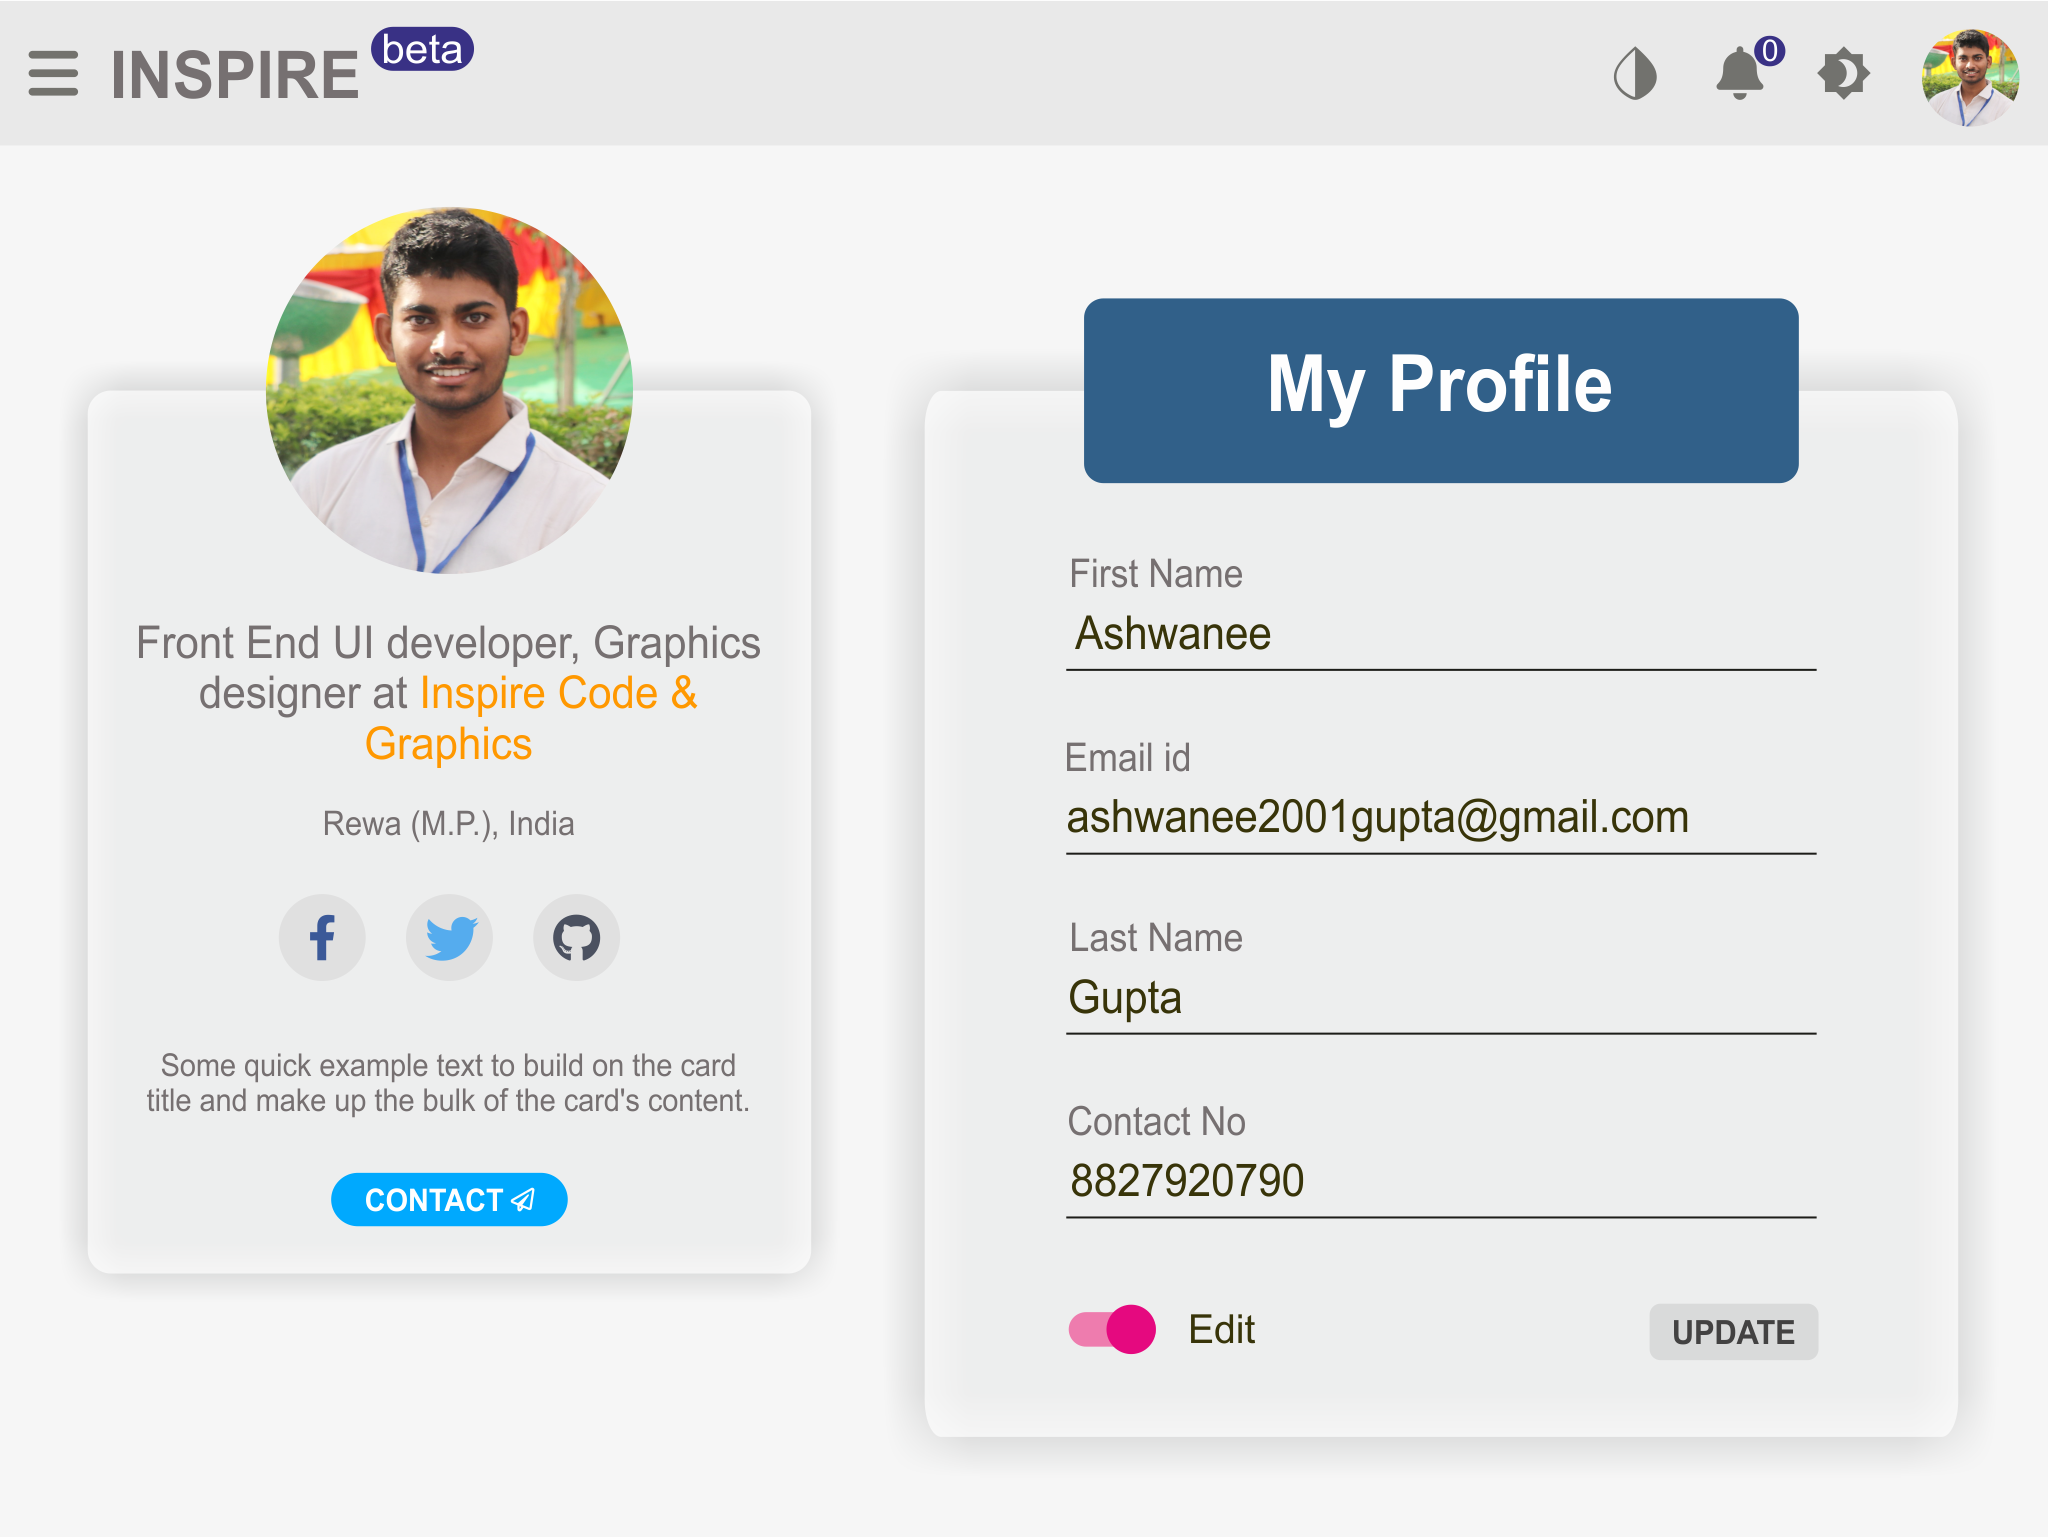 INSPIRE beta
0
Front End UI developer, Graphics
designer at Inspire Code &
Graphics
Rewa (M.P.), India
Some quick example text to build on the card
title and make up the bulk of the card's content.
CONTACT
My Profile
First Name
Ashwanee
Email id
ashwanee2001gupta@gmail.com
Last Name
Gupta
Contact No
8827920790
Edit
UPDATE